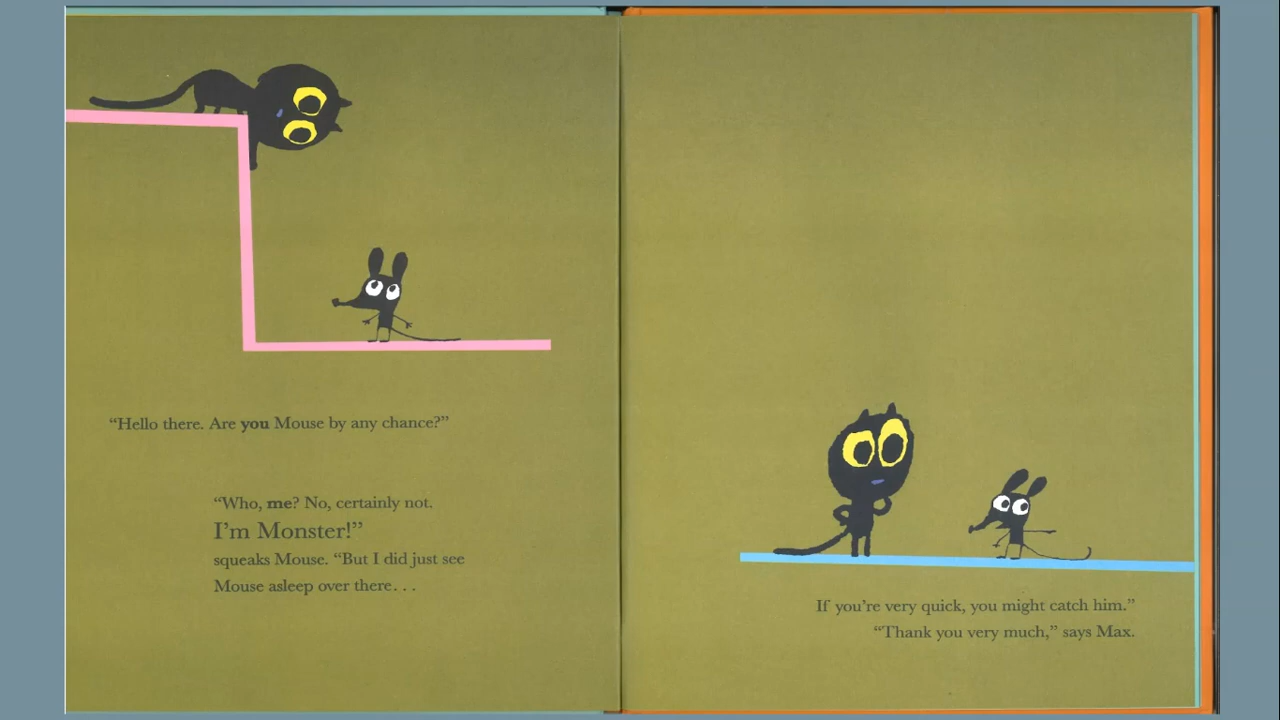 “Hello there. Are you Mouse by any chance?”
“Who, me? No, certainly not.
I’m Monster!”
squeaks Mouse. “But I did just see
Mouse asleep over there. . .
If you’re very quick, you might catch him.”
“Thank you very much,” says Max.